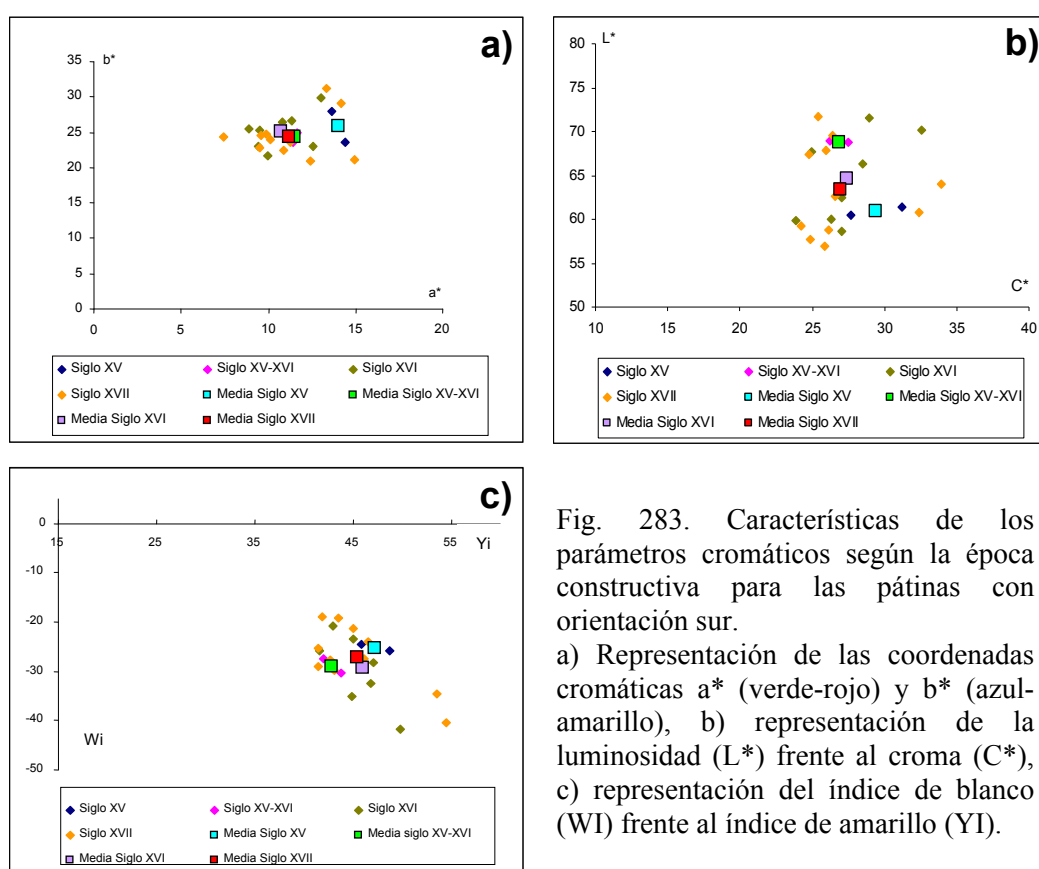 a)
b*
35
30
25
20
15
10
5
0
a*
0 5 10 15 20
Siglo XV Siglo XV-XVI Siglo XVI
Siglo XVII Media Siglo XV Media Siglo XV-XVI
Media Siglo XVI Media Siglo XVII
b)
L*
80
75
70
65
60
55
50
C*
10 15 20 25 30 35 40
Siglo XV Siglo XV-XVI Siglo XVI
Siglo XVII Media Siglo XV Media Siglo XV-XVI
Media Siglo XVI Media Siglo XVII
c)
0
15 25 35 45 55
Yi
-10
-20
-30
-40
Wi
-50
Siglo XV Siglo XV-XVI Siglo XVI
Siglo XVII Media Siglo XV Media siglo XV-XVI
Media Siglo XVI Media Siglo XVII
Fig. 283. Características de los
parámetros cromáticos según la época
constructiva para las pátinas con
orientación sur.
a) Representación de las coordenadas
cromáticas a* (verde-rojo) y b* (azul-
amarillo), b) representación de la
luminosidad (L*) frente al croma (C*),
c) representación del índice de blanco
(WI) frente al índice de amarillo (YI).